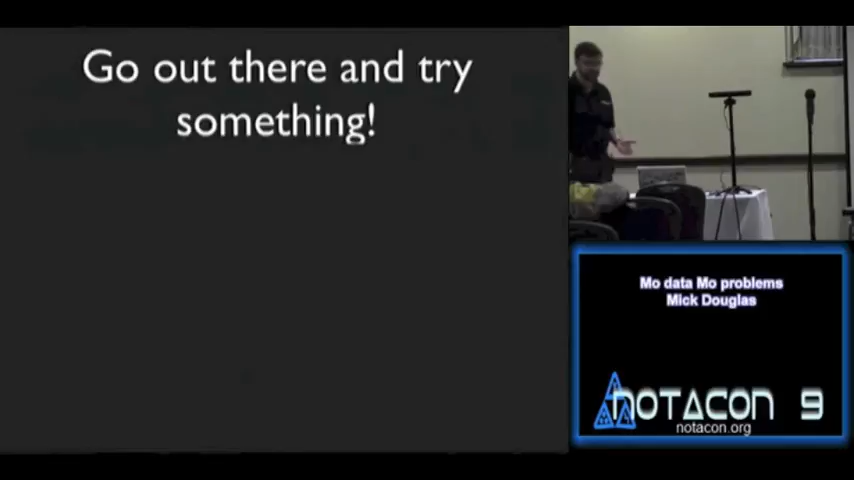 Go out there and try
something!
Mo data Mo problems
Mick Douglas
NOTACON 9
notacon.org